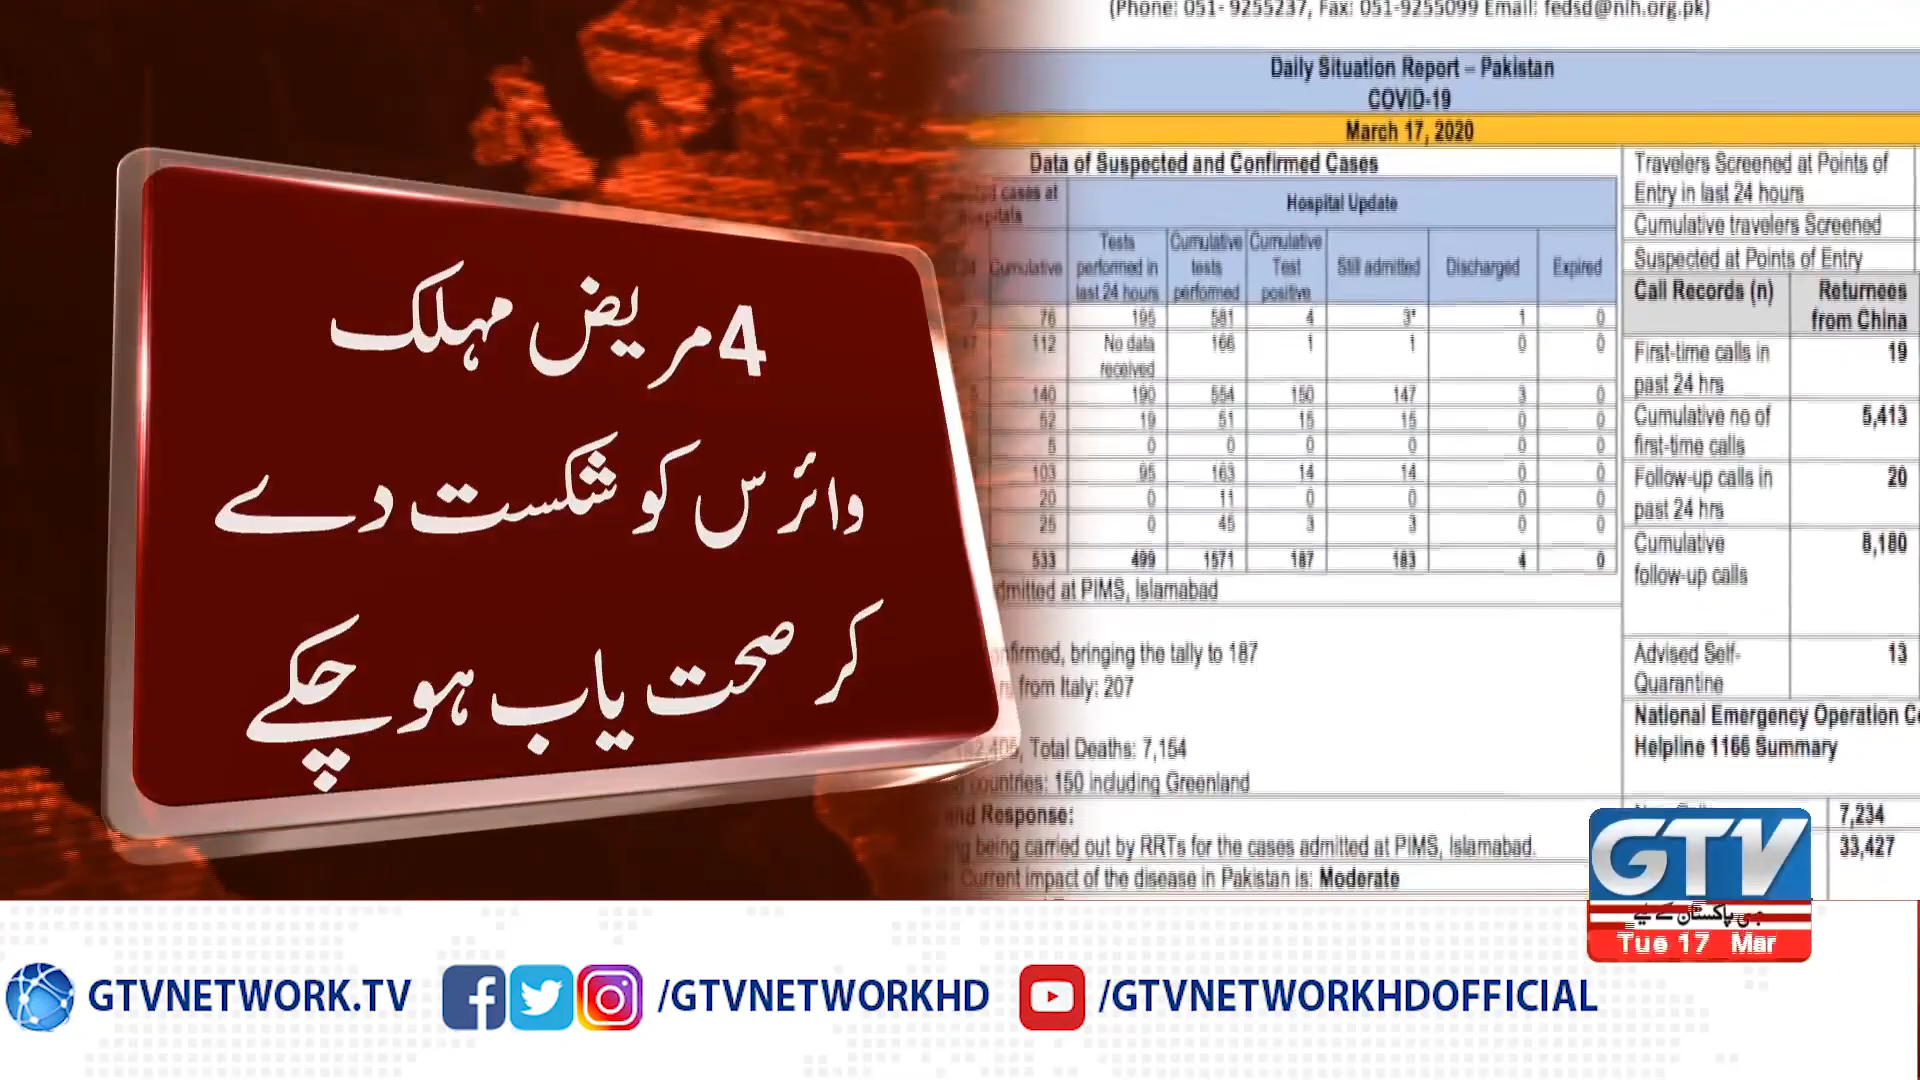 4 مریض مہلک
وائرس کو شکست دے
کر صحت یاب ہو چکے
(Phone: 051- 9255237, Fax: 051-9255099 Email: fedsd@nih.org.pk)
Daily Situation Report – Pakistan
COVID-19
March 17, 2020
Data of Suspected and Confirmed Cases
cases at
Hospital Update
Cumulative
Tests performed in last 24 hours
Cumulative tests performed
Cumulative Test positive
Still admitted
Discharged
Expired
76 195 581 4 3* 1 0
112 No data received 166 1 1 0 0
140 190 554 150 147 3 0
52 19 51 15 15 0 0
5 0 0 0 0 0 0
103 95 163 14 14 0 0
20 0 11 0 0 0 0
25 0 45 3 3 0 0
533 499 1571 187 183 4 0
admitted at PIMS, Islamabad
confirmed, bringing the tally to 187
from Italy: 207
Total Deaths: 7,154
countries: 150 including Greenland
and Response:
being carried out by RRTs for the cases admitted at PIMS, Islamabad.
Current impact of the disease in Pakistan is: Moderate
Travelers Screened at Points of
Entry in last 24 hours
Cumulative travelers Screened
Suspected at Points of Entry
Call Records (n) Returnees from China
First-time calls in past 24 hrs 19
Cumulative no of first-time calls 5,413
Follow-up calls in past 24 hrs 20
Cumulative follow-up calls 8,180
Advised Self-Quarantine 13
National Emergency Operation
Helpline 1166 Summary
7,234
33,427
GTV
جی پاکستان کے لیے
Tue 17 Mar
GTVNETWORK.TV /GTVNETWORKHD /GTVNETWORKHDOFFICIAL